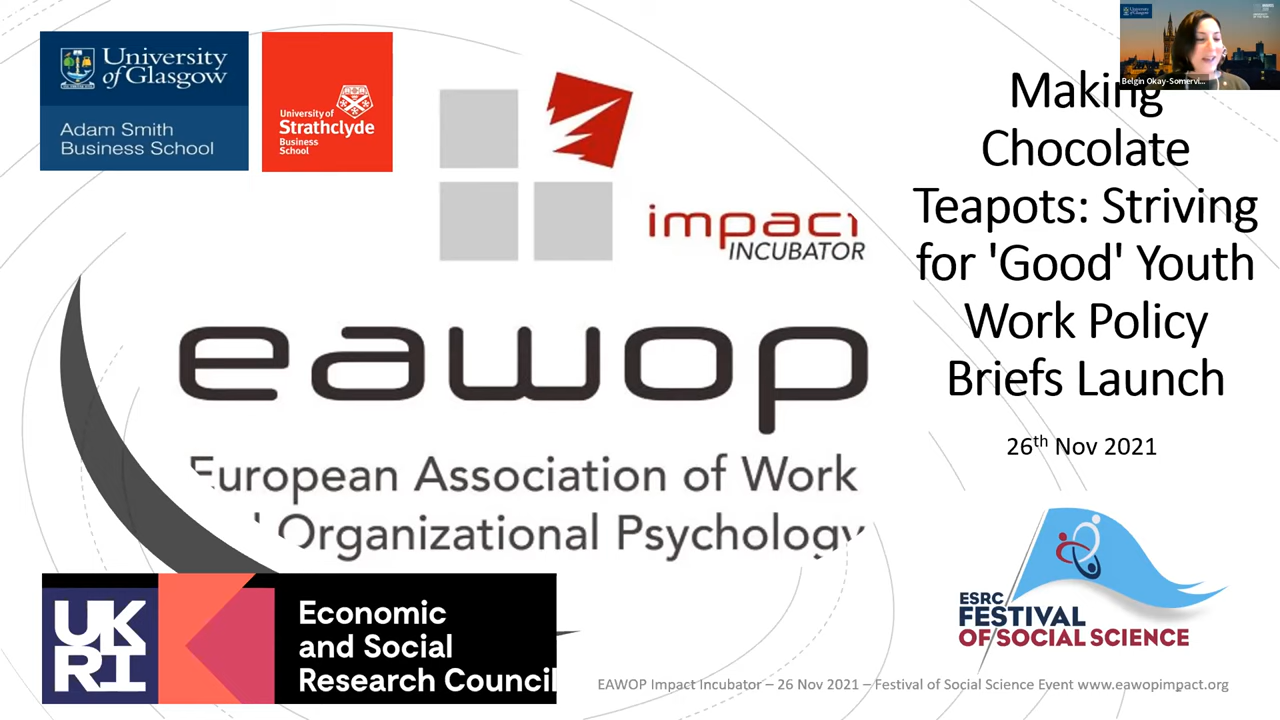 University
of Glasgow
Adam Smith
Business School
University of
Strathclyde
Business
School
impact
INCUBATOR
eawop
European Association of Work
Organizational Psychology
UK
RI
Economic
and Social
Research Council
Belgin Okay-Somervi...
Making
Chocolate
Teapots: Striving
for 'Good' Youth
Work Policy
Briefs Launch
26th Nov 2021
ESRC
FESTIVAL
OF SOCIAL SCIENCE
EAWOP Impact Incubator – 26 Nov 2021 – Festival of Social Science Event www.eawopimpact.org